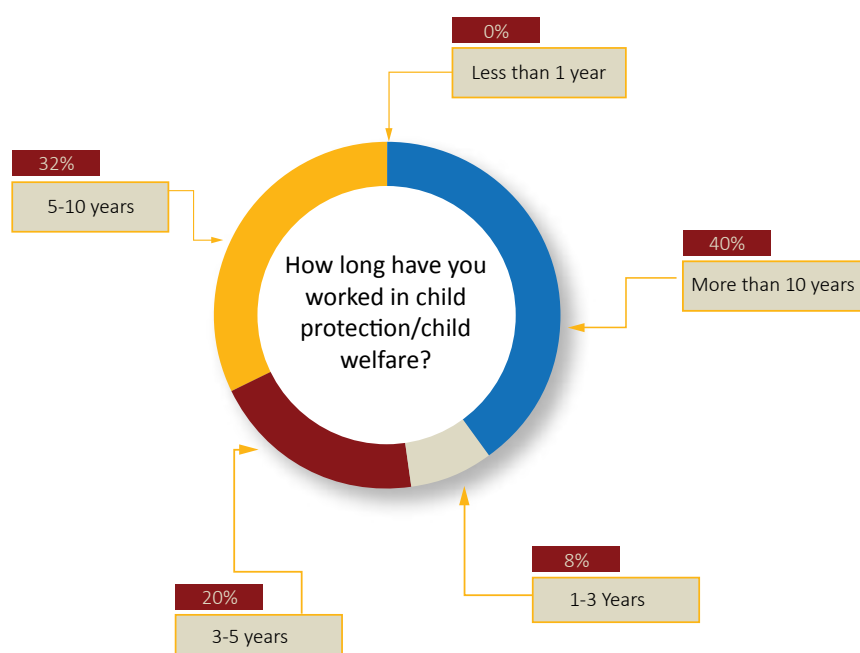 0%
Less than 1 year
32%
5-10 years
40%
More than 10 years
How long have you
worked in child
protection/child
welfare?
8%
1-3 Years
20%
3-5 years